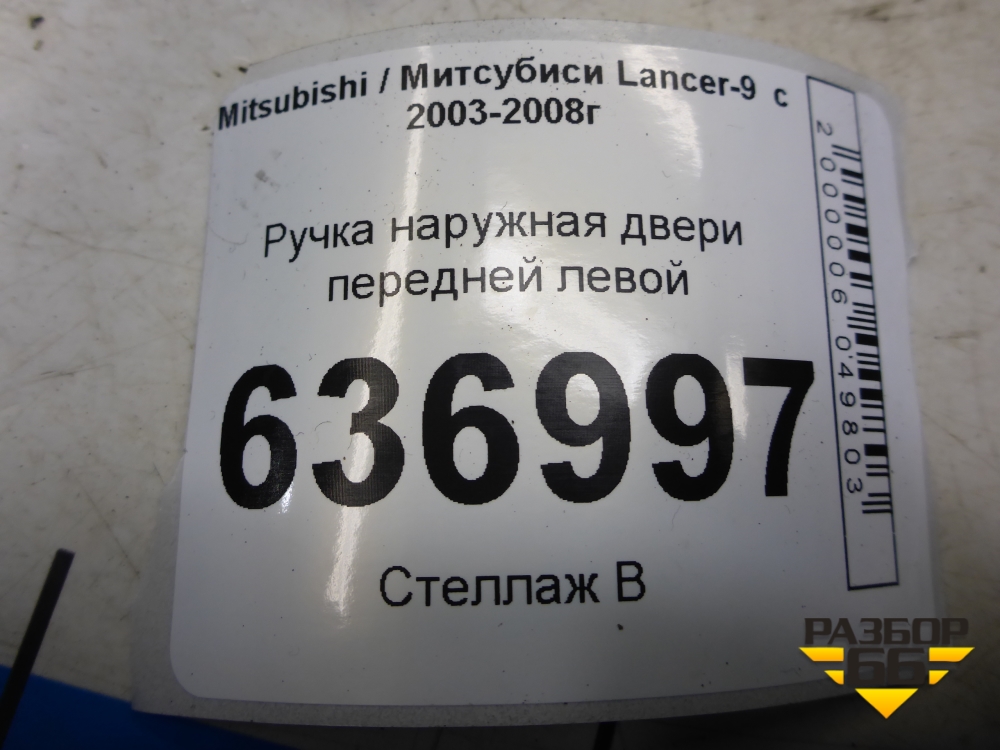 Mitsubishi / Митсубиси Lancer-9 с
2003-2008г
Ручка наружная двери
передней левой
636997
Стеллаж В
2000006049803
РАЗБОР
66